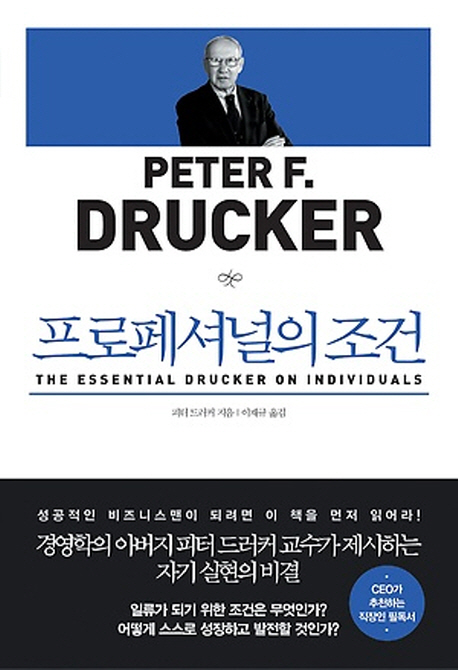 PETER F.
DRUCKER
프로페셔널의 조건
THE ESSENTIAL DRUCKER ON INDIVIDUALS
피터 드러커 지음 | 이재규 옮김
성공적인 비즈니스맨이 되려면 이 책을 먼저 읽어라!
경영학의 아버지 피터 드러커 교수가 제시하는
자기 실현의 비결
일류가 되기 위한 조건은 무엇인가?
어떻게 스스로 성장하고 발전할 것인가?
CEO가
추천하는
직장인 필독서